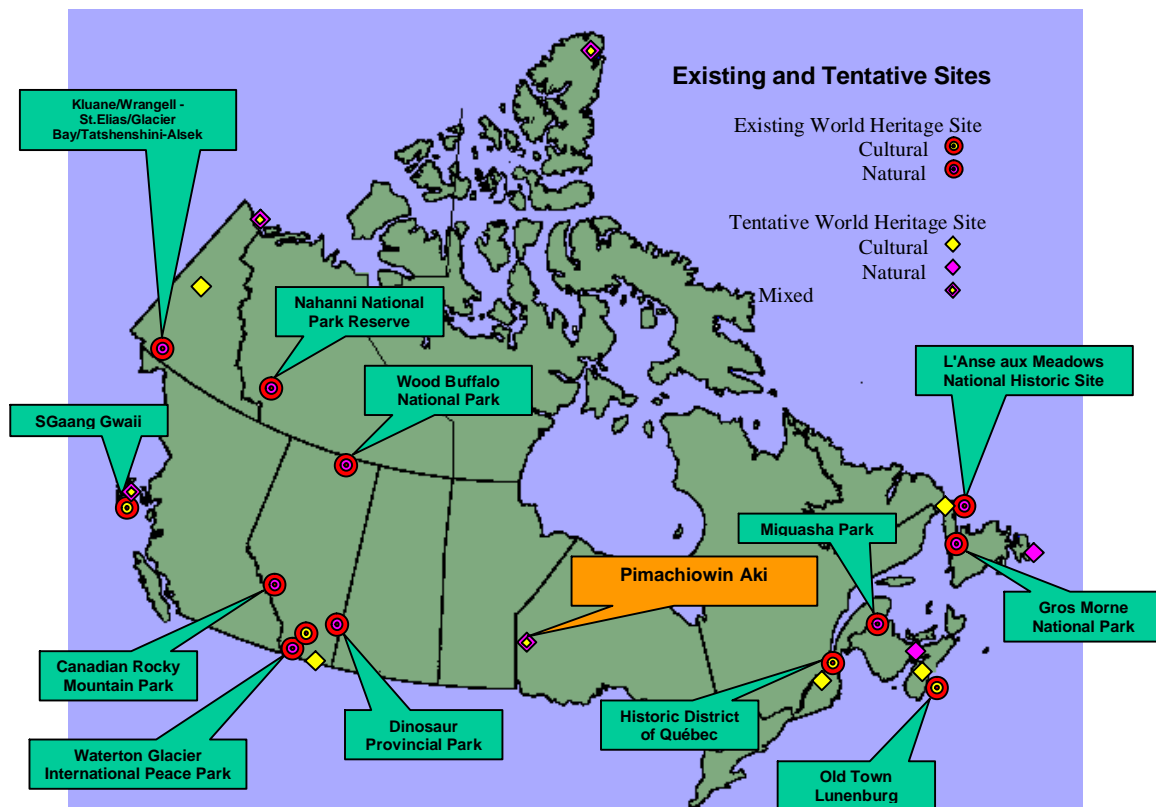 Existing and Tentative Sites
Existing World Heritage Site
Cultural
Natural
Tentative World Heritage Site
Cultural
Natural
Mixed
Kluane/Wrangell -
St.Elias/Glacier
Bay/Tatshenshini-Alsek
Nahanni National
Park Reserve
Wood Buffalo
National Park
L'Anse aux Meadows
National Historic Site
SGaang Gwaii
Miguasha Park
Pimachiowin Aki
Gros Morne
National Park
Canadian Rocky
Mountain Park
Historic District
of Québec
Dinosaur
Provincial Park
Waterton Glacier
International Peace Park
Old Town
Lunenburg